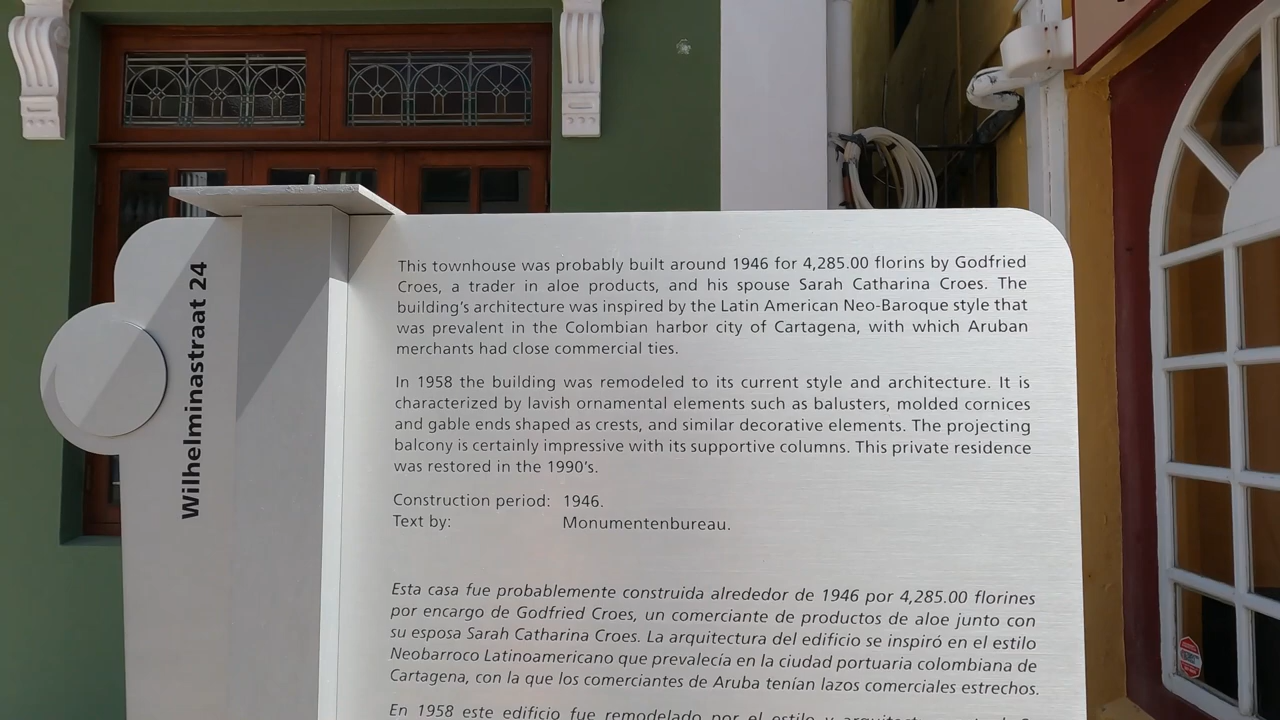 Wilhelminastraat 24
This townhouse was probably built around 1946 for 4,285.00 florins by Godfried
Croes, a trader in aloe products, and his spouse Sarah Catharina Croes. The
building's architecture was inspired by the Latin American Neo-Baroque style that
was prevalent in the Colombian harbor city of Cartagena, with which Aruban
merchants had close commercial ties.
In 1958 the building was remodeled to its current style and architecture. It is
characterized by lavish ornamental elements such as balusters, molded cornices
and gable ends shaped as crests, and similar decorative elements. The projecting
balcony is certainly impressive with its supportive columns. This private residence
was restored in the 1990's.
Construction period: 1946.
Text by: Monumentenbureau.
Esta casa fue probablemente construida alrededor de 1946 por 4,285.00 florines
por encargo de Godfried Croes, un comerciante de productos de aloe junto con
su esposa Sarah Catharina Croes. La arquitectura del edificio se inspiró en el estilo
Neobarroco Latinoamericano que prevalecía en la ciudad portuaria colombiana de
Cartagena, con la que los comerciantes de Aruba tenían lazos comerciales estrechos.
En 1958 este edificio fue remodelado por el estilo y